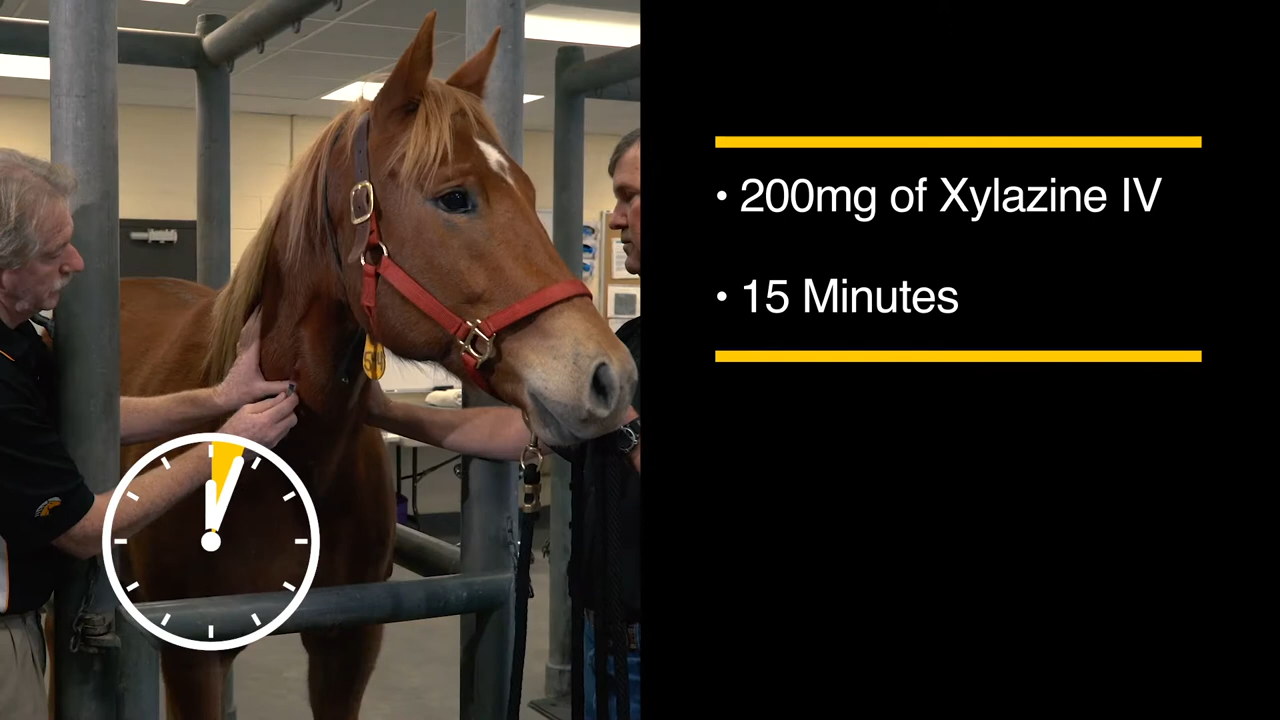 • 200mg of Xylazine IV
• 15 Minutes